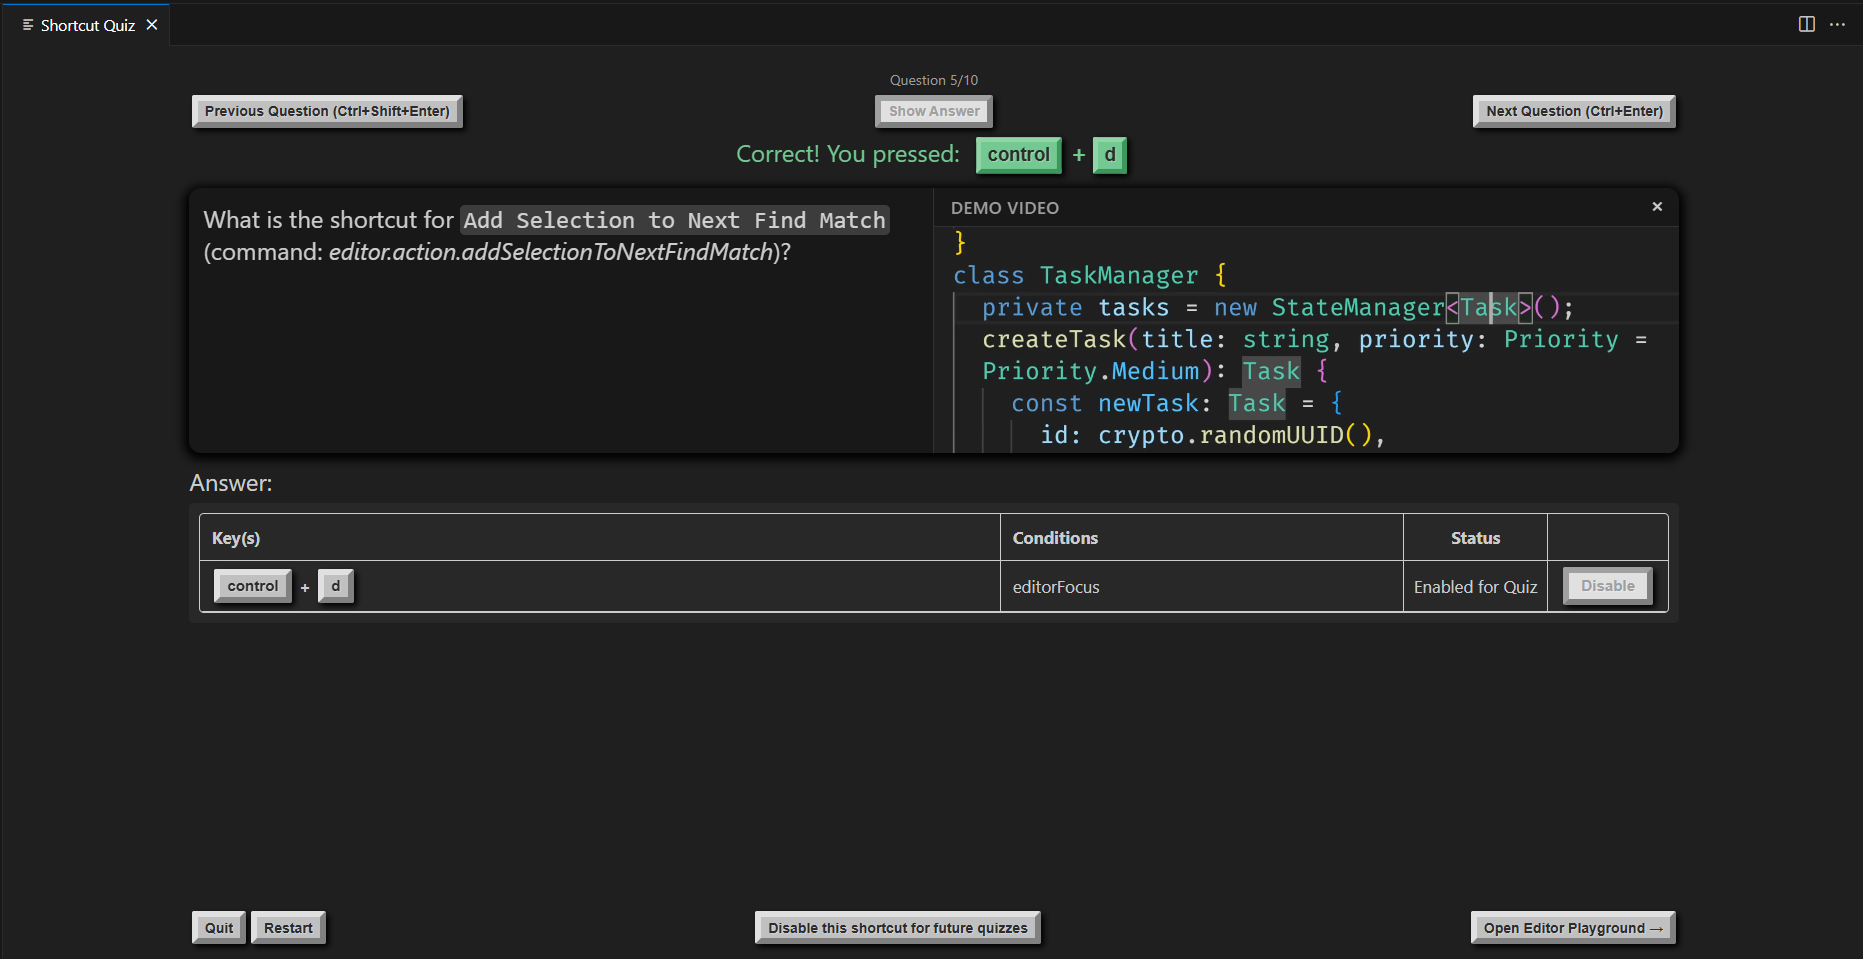 Shortcut Quiz
Question 5/10
Previous Question (Ctrl+Shift+Enter)
Show Answer
Next Question (Ctrl+Enter)
Correct! You pressed: control + d
What is the shortcut for Add Selection to Next Find Match
(command: editor.action.addSelectionToNextFindMatch)?
DEMO VIDEO
}
class TaskManager {
private tasks = new StateManager<Task>();
createTask(title: string, priority: Priority =
Priority.Medium): Task {
const newTask: Task = {
id: crypto.randomUUID(),
Answer:
Key(s) Conditions Status
control + d editorFocus Enabled for Quiz Disable
Quit Restart Disable this shortcut for future quizzes Open Editor Playground →